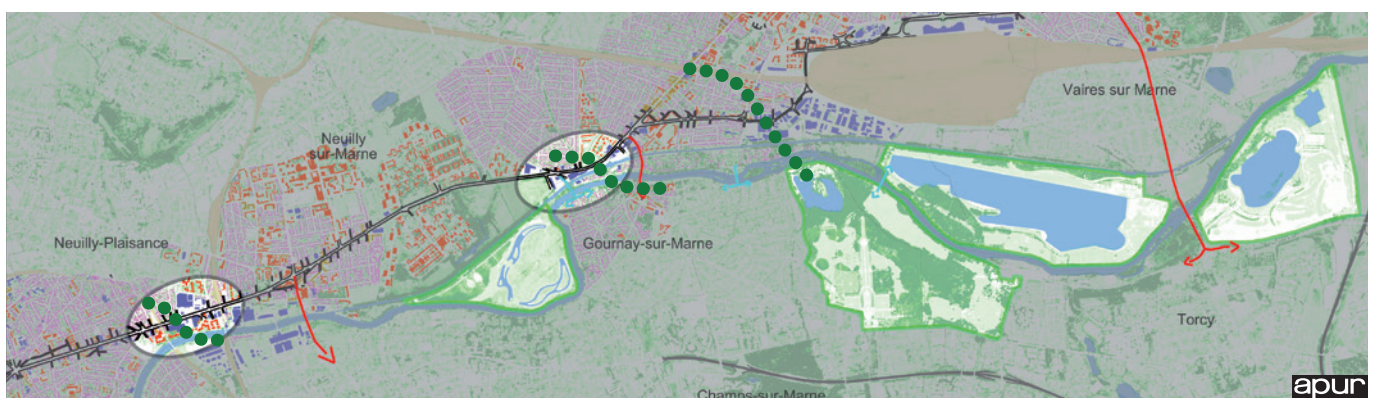 Vaires sur Marne
Neuilly
sur-Marne
Neuilly-Plaisance
Gournay-sur-Marne
Torcy
Champs-sur-Marne
apur